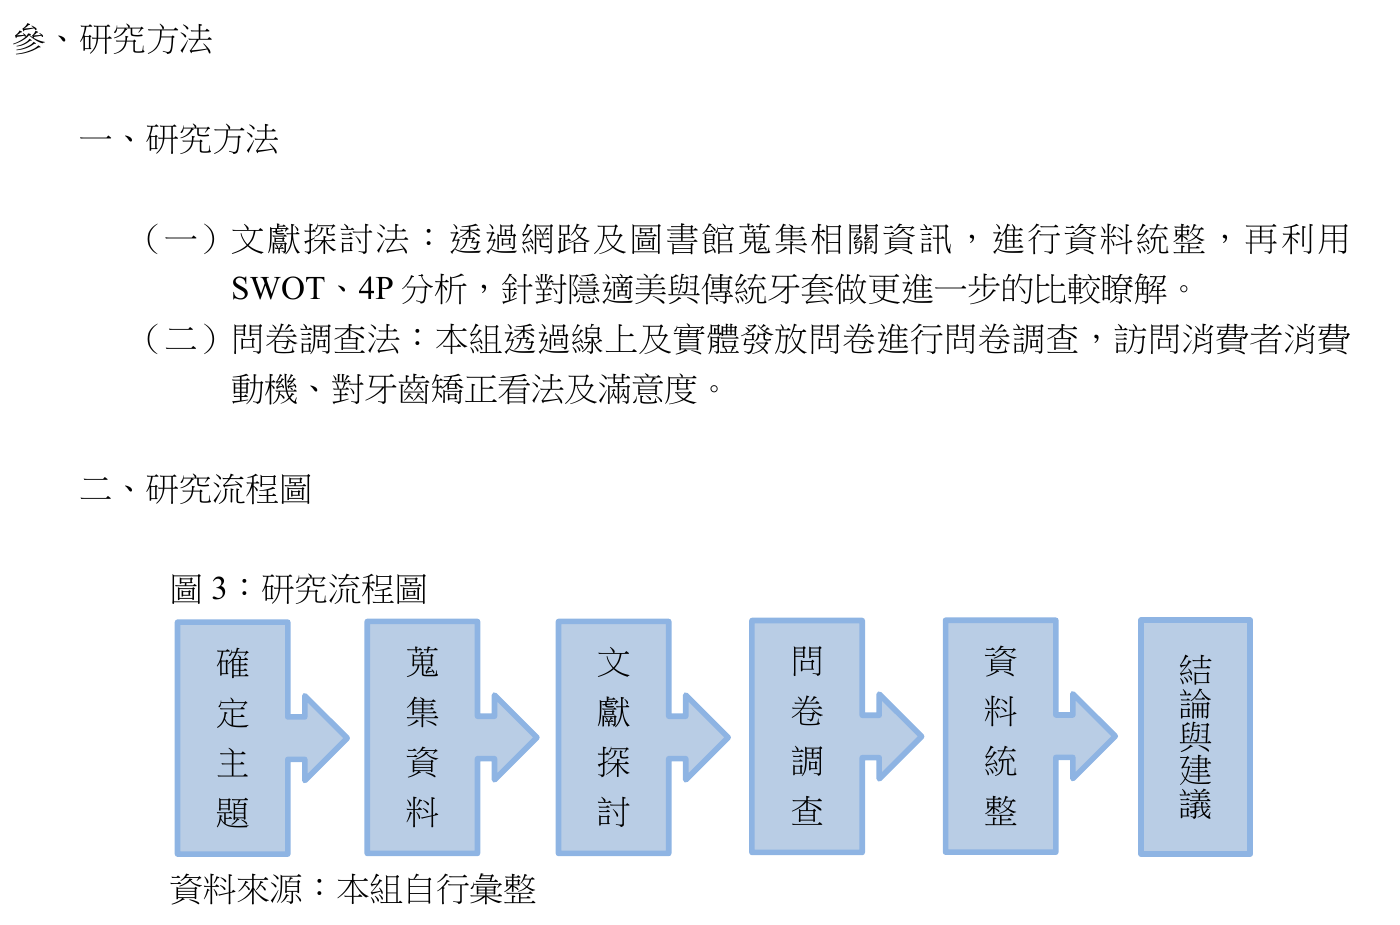 參、研究方法
一、研究方法
（一）文獻探討法：透過網路及圖書館蒐集相關資訊，進行資料統整，再利用
SWOT、4P 分析，針對隱適美與傳統牙套做更進一步的比較瞭解。
（二）問卷調查法：本組透過線上及實體發放問卷進行問卷調查，訪問消費者消費
動機、對牙齒矯正看法及滿意度。
二、研究流程圖
圖 3：研究流程圖
確定主題
蒐集資料
文獻探討
問卷調查
資料統整
結論與建議
資料來源：本組自行彙整